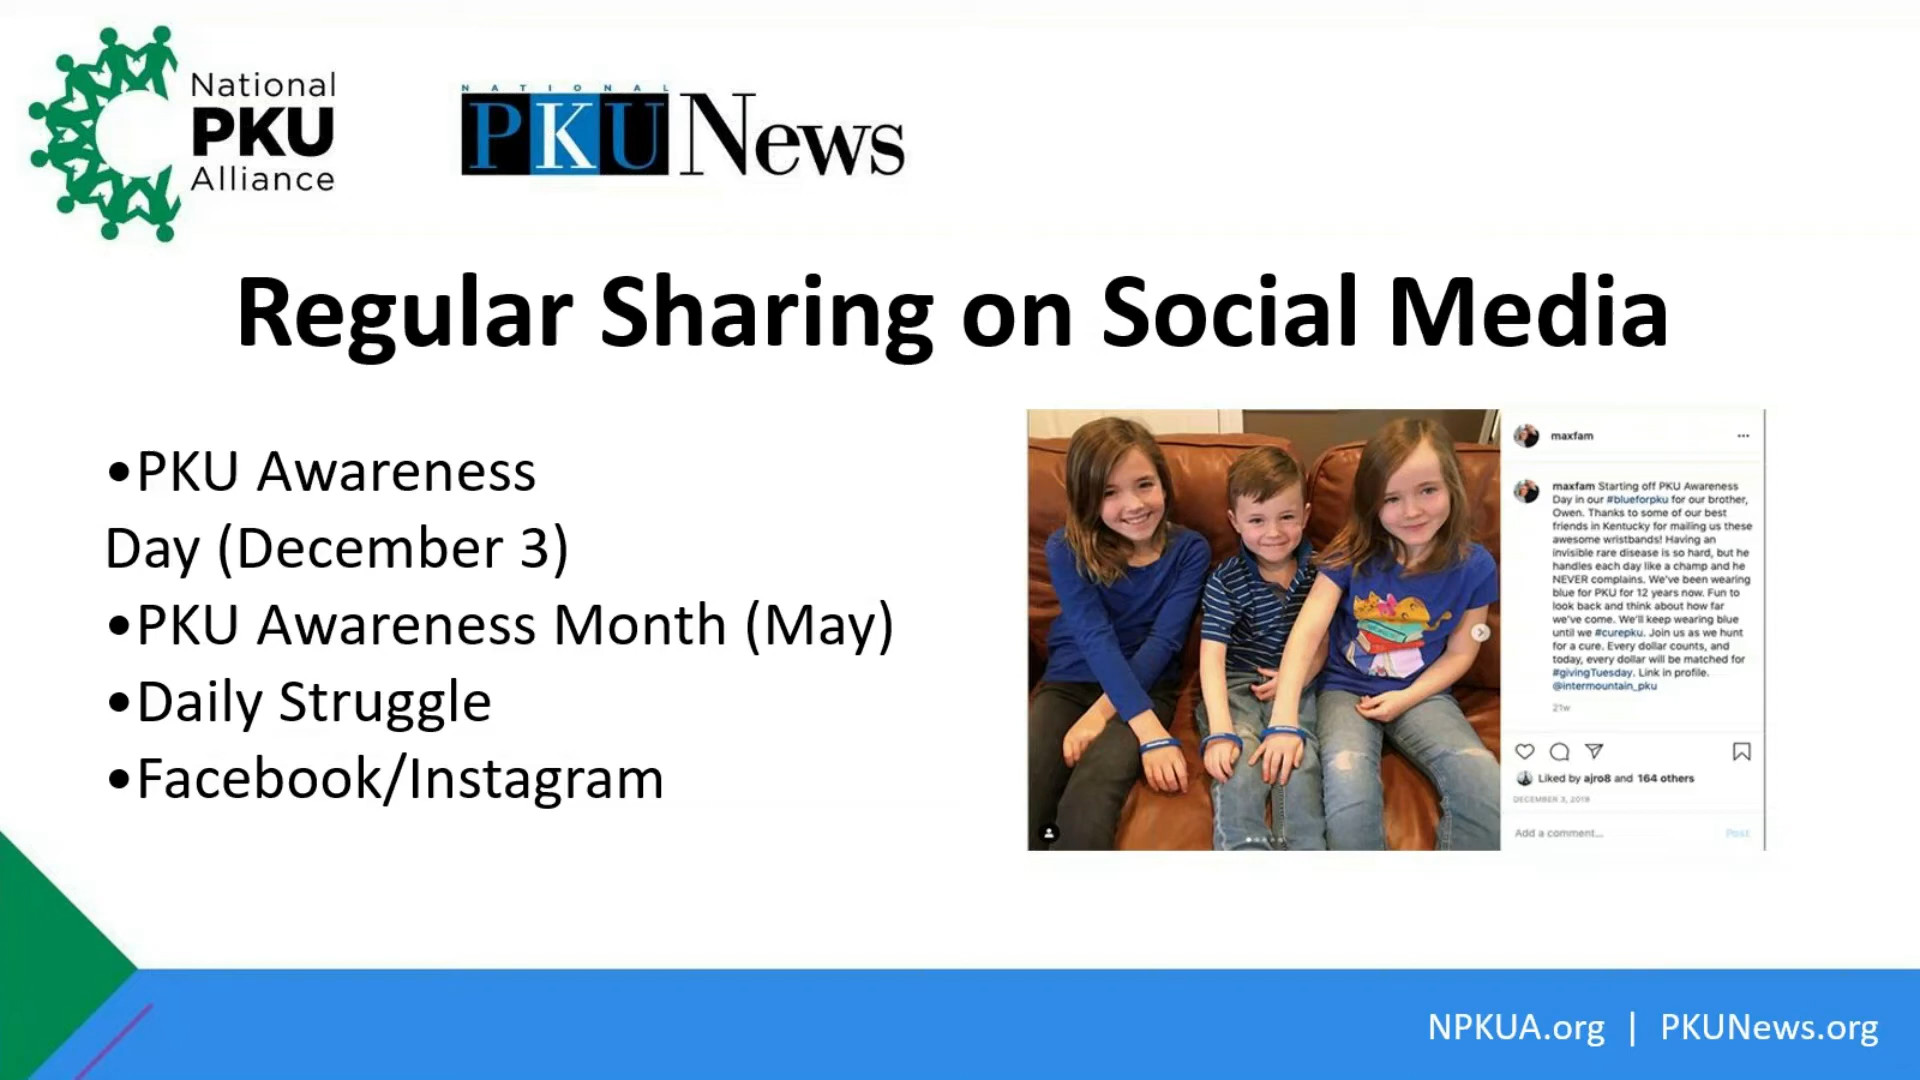 National
PKU
Alliance
NATIONAL
PKU News
Regular Sharing on Social Media
•PKU Awareness
Day (December 3)
•PKU Awareness Month (May)
•Daily Struggle
•Facebook/Instagram
maxfam
maxfam Starting off PKU Awareness
Day in our #blueforpku for our brother,
Owen. Thanks to some of our best
friends in Kentucky for mailing us these
awesome wristbands! Having an
invisible rare disease is so hard, but he
handles each day like a champ and he
NEVER complains. We've been wearing
blue for PKU for 12 years now. Fun to
look back and think about how far
we've come. We'll keep wearing blue
until we #curepku. Join us as we hunt
for a cure. Every dollar counts, and
today, every dollar will be matched for
#givingTuesday. Link in profile.
@intermountain_pku
21w
Liked by ajro8 and 164 others
DECEMBER 3, 2019
Add a comment...
Post
NPKUA.org | PKUNews.org